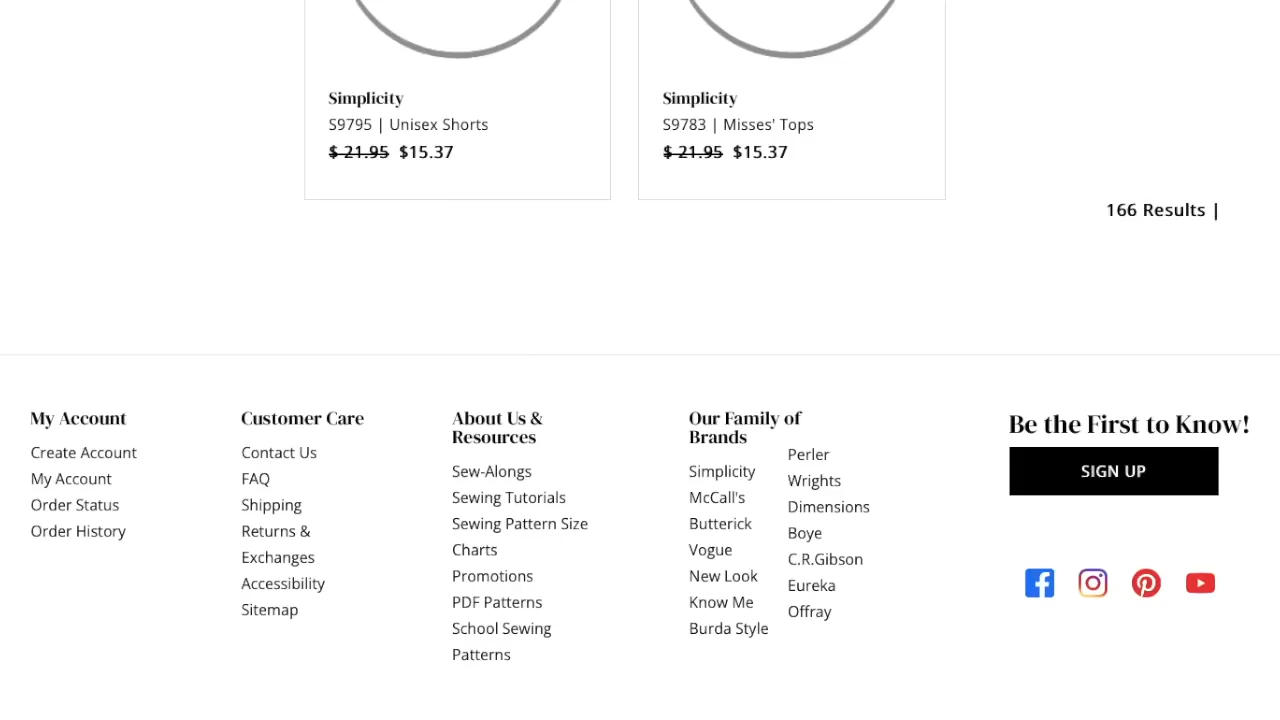 Simplicity
S9795 | Unisex Shorts
$ 21.95 $15.37
Simplicity
S9783 | Misses' Tops
$ 21.95 $15.37
166 Results |
My Account
Create Account
My Account
Order Status
Order History
Customer Care
Contact Us
FAQ
Shipping
Returns &
Exchanges
Accessibility
Sitemap
About Us &
Resources
Sew-Alongs
Sewing Tutorials
Sewing Pattern Size
Charts
Promotions
PDF Patterns
School Sewing
Patterns
Our Family of
Brands
Simplicity
McCall's
Butterick
Vogue
New Look
Know Me
Burda Style
Perler
Wrights
Dimensions
Boye
C.R.Gibson
Eureka
Offray
Be the First to Know!
SIGN UP